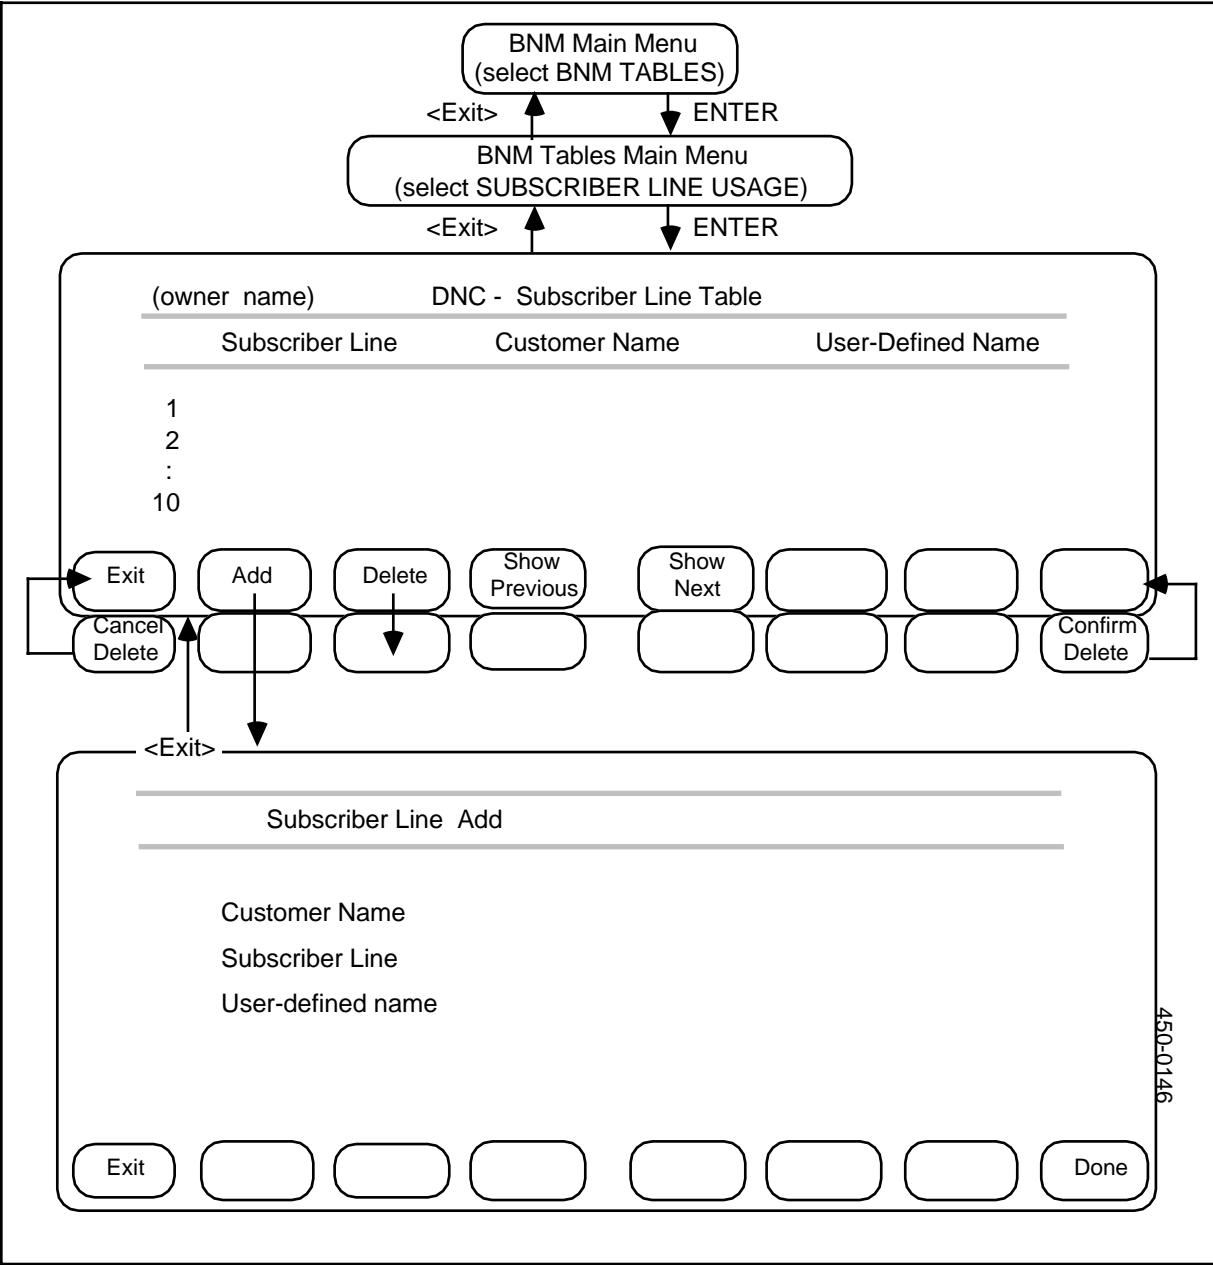 BNM Main Menu
(select BNM TABLES)
<Exit> ENTER
BNM Tables Main Menu
(select SUBSCRIBER LINE USAGE)
<Exit> ENTER
(owner name) DNC - Subscriber Line Table
Subscriber Line Customer Name User-Defined Name
1
2
:
10
Exit Add Delete Show Previous Show Next
Cancel Delete Confirm Delete
<Exit>
Subscriber Line Add
Customer Name
Subscriber Line
User-defined name
450-0146
Exit Done